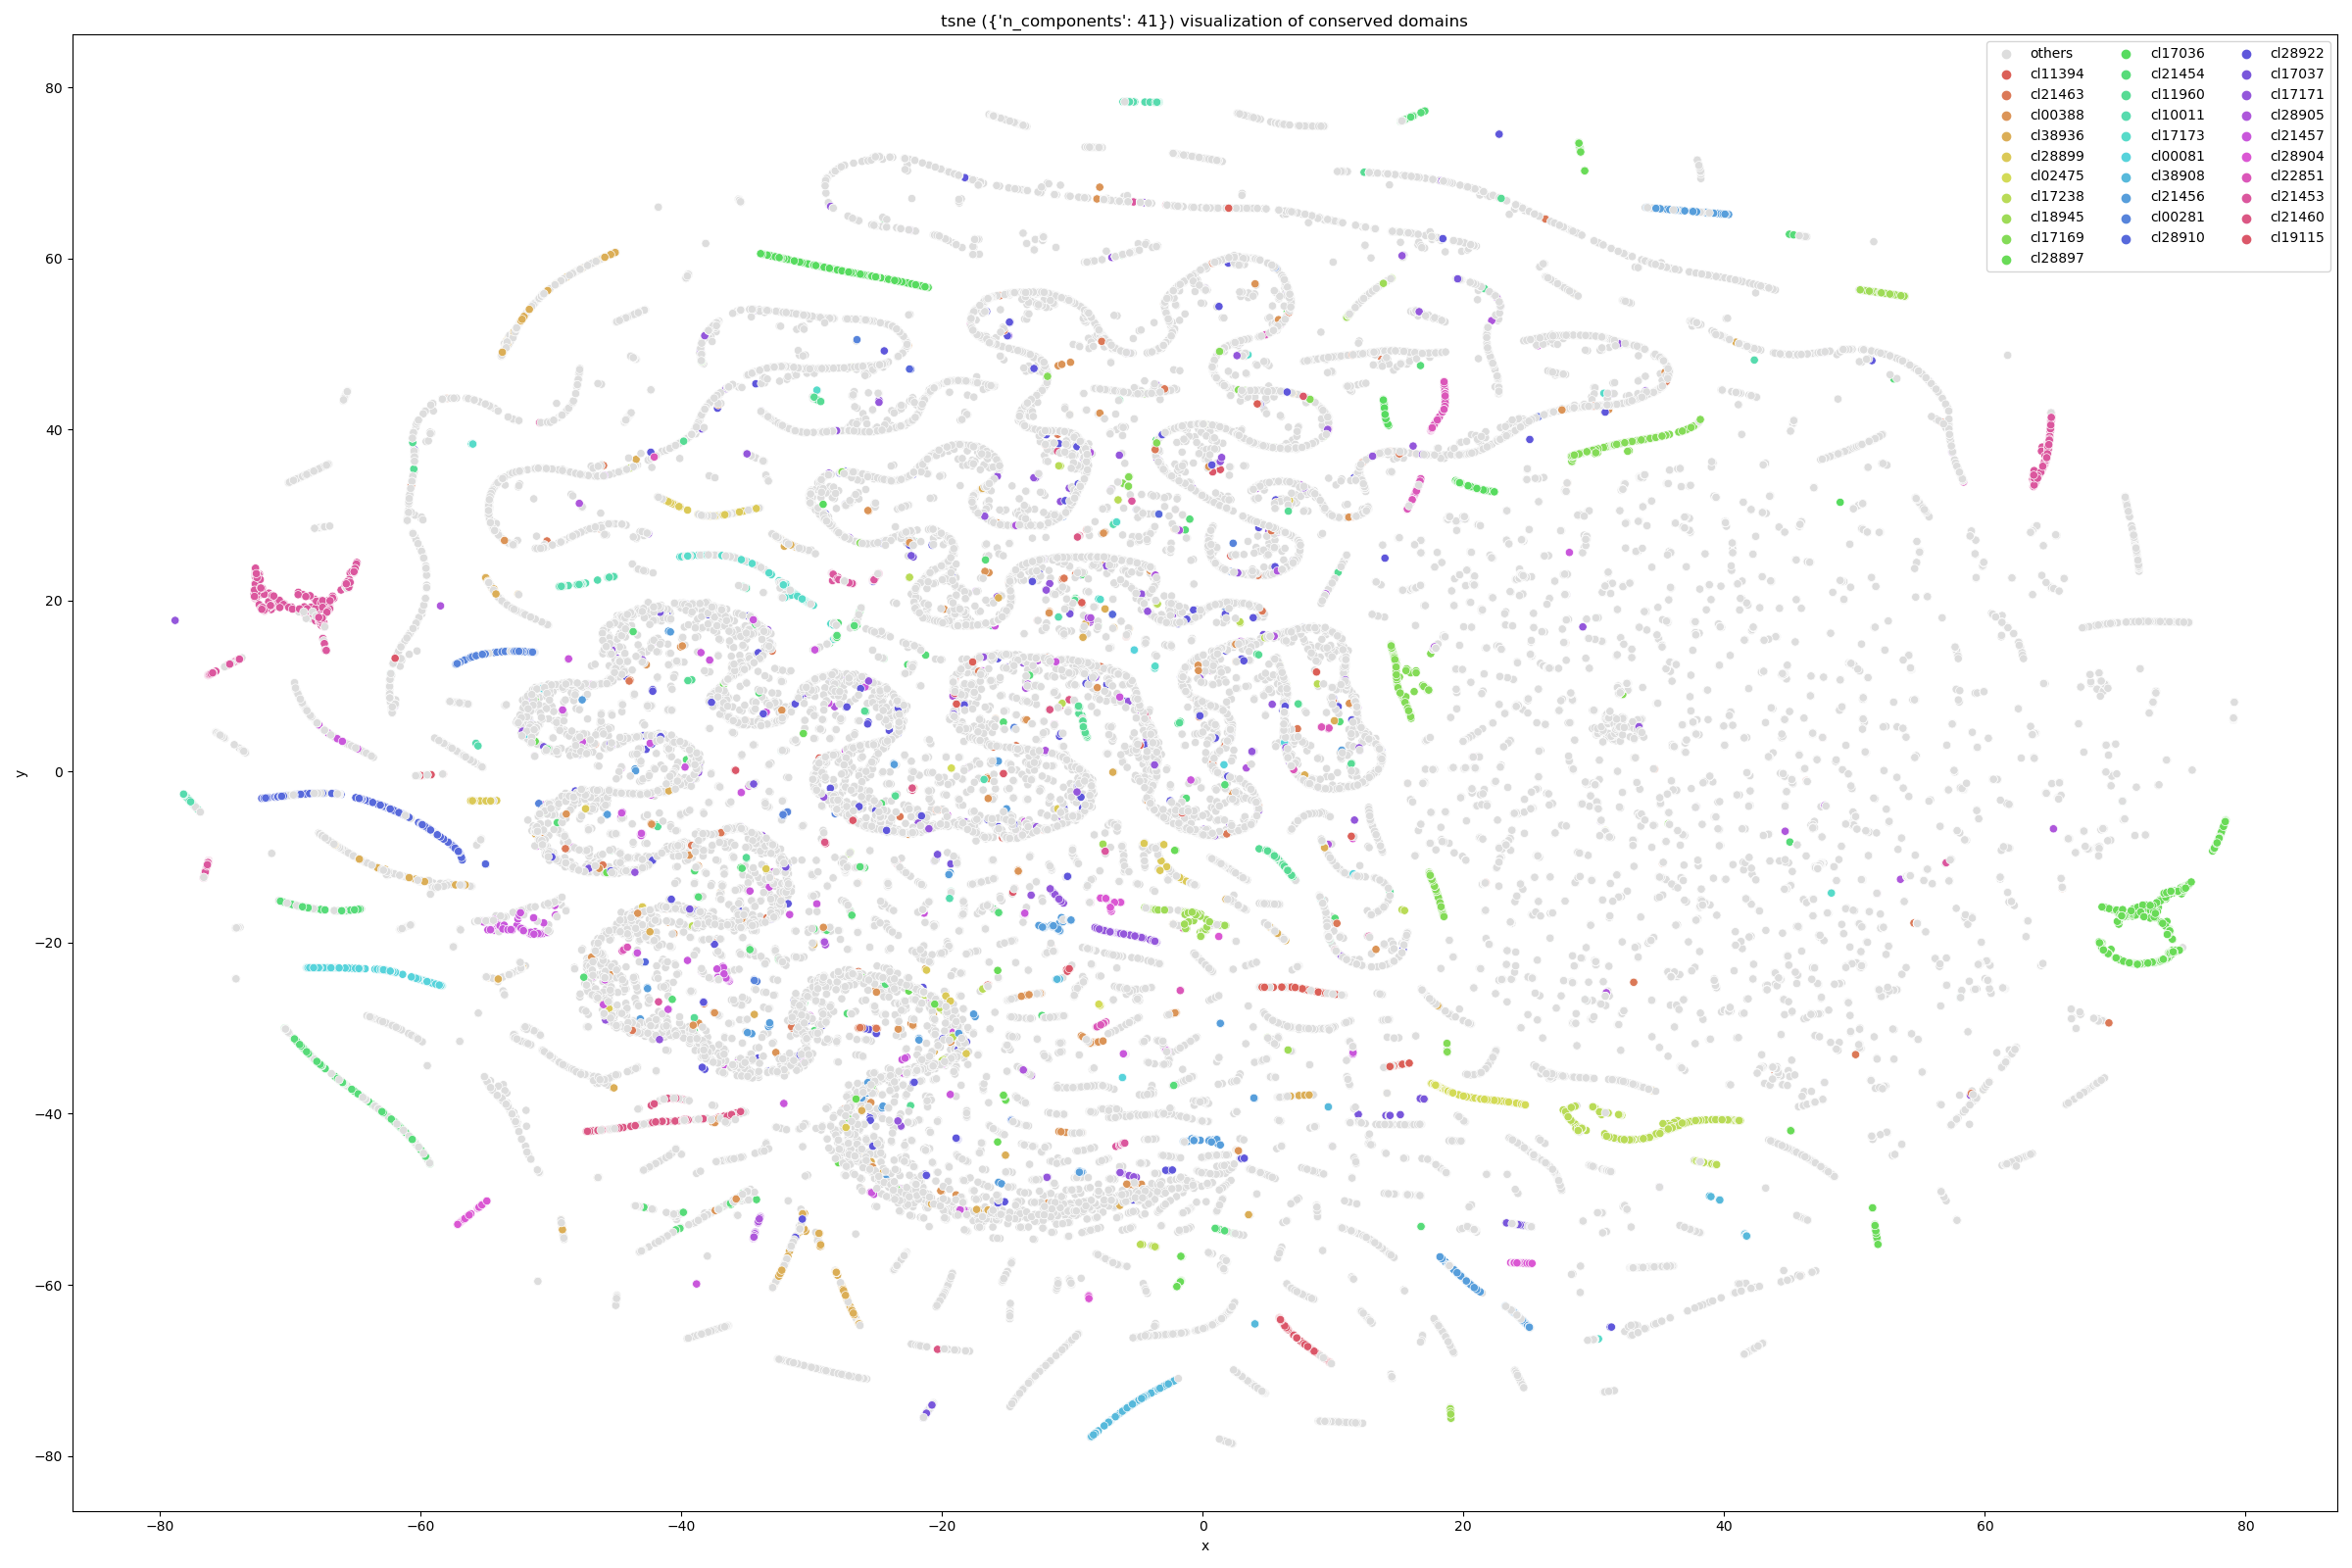 tsne ({'n_components': 41}) visualization of conserved domains
others
cl11394
cl21463
cl00388
cl38936
cl28899
cl02475
cl17238
cl18945
cl17169
cl28897
cl17036
cl21454
cl11960
cl10011
cl17173
cl00081
cl38908
cl21456
cl00281
cl28910
cl28922
cl17037
cl17171
cl28905
cl21457
cl28904
cl22851
cl21453
cl21460
cl19115
80
60
40
20
0
−20
−40
−60
−80
y
−80 −60 −40 −20 0 20 40 60 80
x